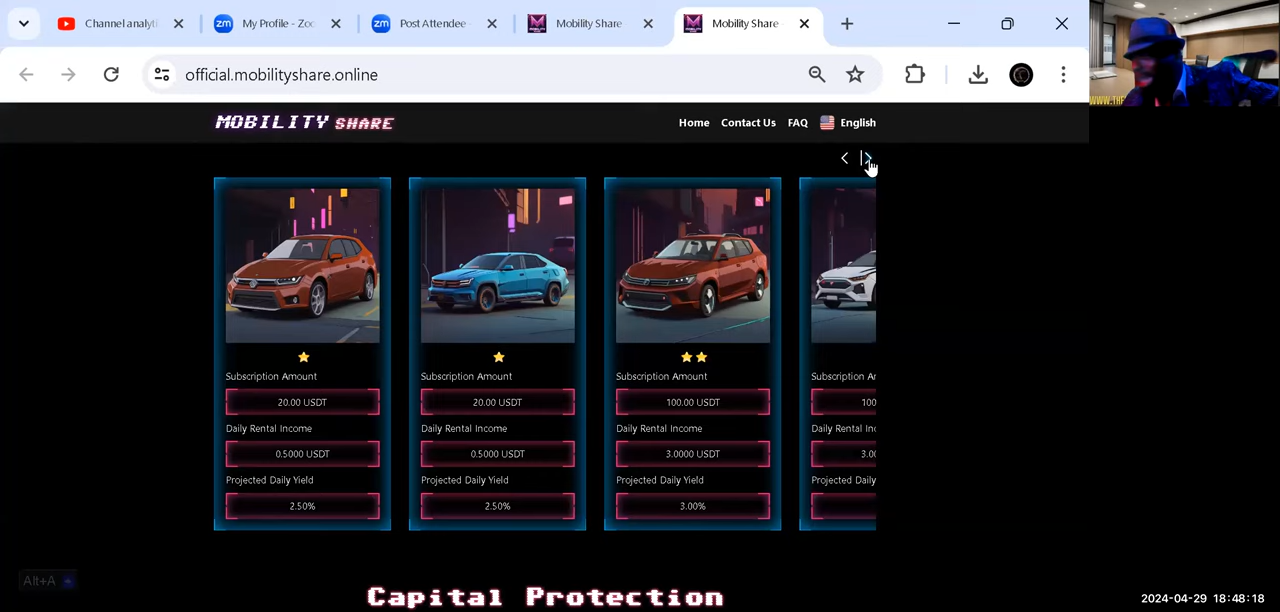 Channel analyti
My Profile - Zoo
Post Attendee -
Mobility Share
Mobility Share
official.mobilityshare.online
WWW.THE
MOBILITY SHARE
Home Contact Us FAQ English
Subscription Amount
20.00 USDT
Daily Rental Income
0.5000 USDT
Projected Daily Yield
2.50%
Subscription Amount
20.00 USDT
Daily Rental Income
0.5000 USDT
Projected Daily Yield
2.50%
Subscription Amount
100.00 USDT
Daily Rental Income
3.0000 USDT
Projected Daily Yield
3.00%
Subscription Ar
100
Daily Rental Inc
3.00
Projected Daily
Alt+A
Capital Protection
2024-04-29 18:48:18